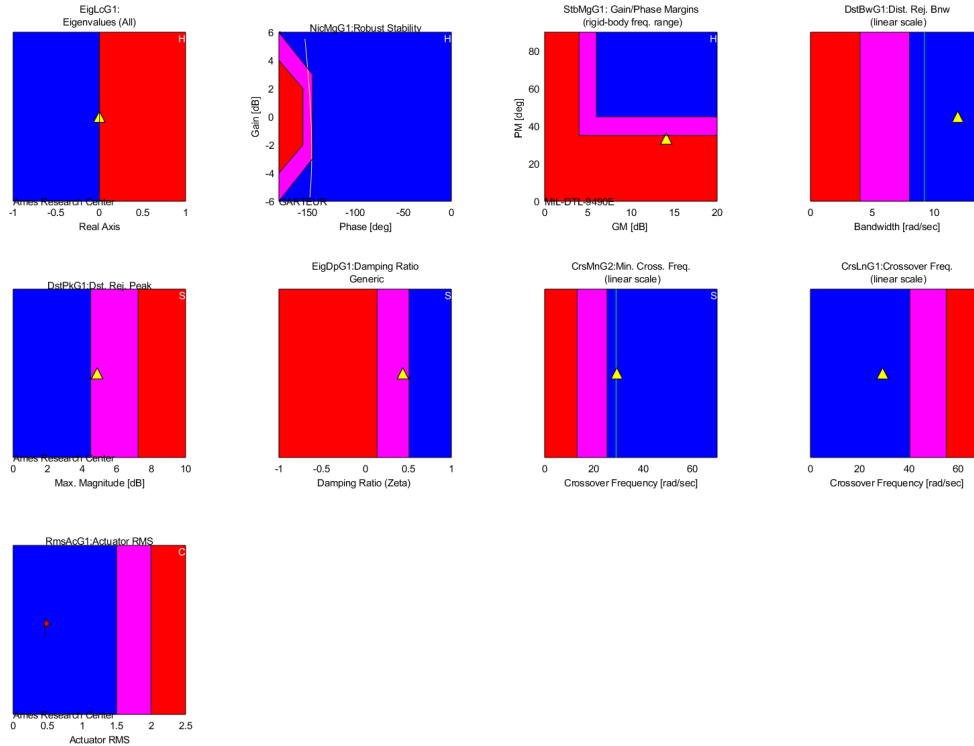 EigLcG1:
Eigenvalues (All)
H
Ames Research Center
-1 -0.5 0 0.5 1
Real Axis
NicMgG1:Robust Stability
6
4
2
0
-2
-4
-6
Gain [dB]
GARTEUR
-150 -100 -50 0
Phase [deg]
StbMgG1: Gain/Phase Margins
(rigid-body freq. range)
H
80
60
40
20
0
PM [deg]
MIL-DTL-9490E
0 5 10 15 20
GM [dB]
DstBwG1:Dist. Rej. Bnw
(linear scale)
0 5 10
Bandwidth [rad/sec]
DstPkG1:Dst. Rej. Peak
S
Ames Research Center
0 2 4 6 8 10
Max. Magnitude [dB]
EigDpG1:Damping Ratio
Generic
-1 -0.5 0 0.5 1
Damping Ratio (Zeta)
CrsMnG2:Min. Cross. Freq.
(linear scale)
S
0 20 40 60
Crossover Frequency [rad/sec]
CrsLnG1:Crossover Freq.
(linear scale)
0 20 40 60
Crossover Frequency [rad/sec]
RmsAcG1:Actuator RMS
C
Ames Research Center
0 0.5 1 1.5 2 2.5
Actuator RMS